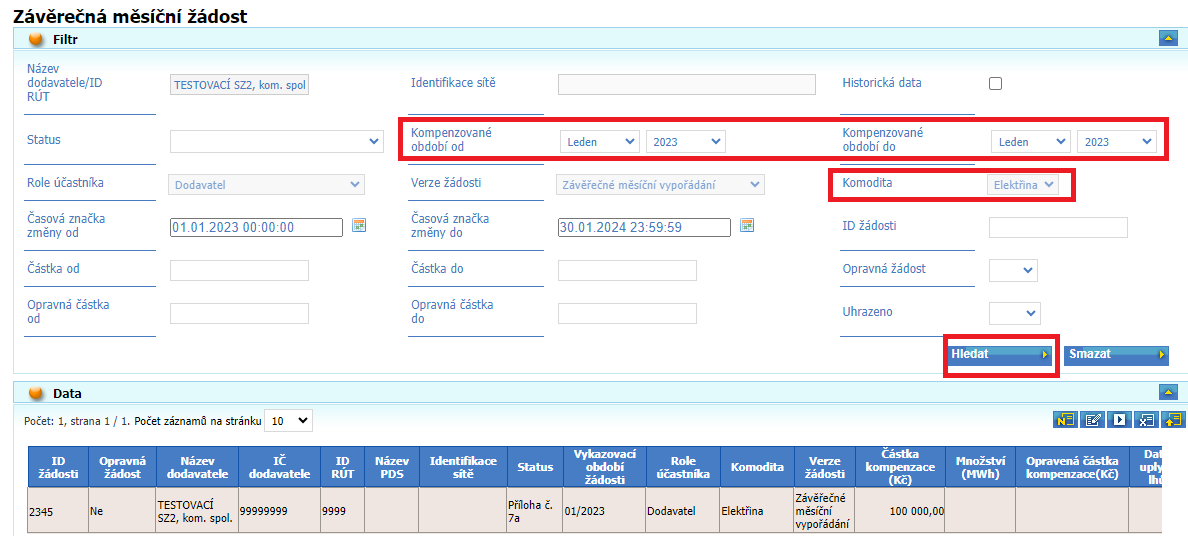 Závěrečná měsíční žádost
Filtr
Název
dodavatele/ID
RÚT
TESTOVACÍ SZ2, kom. spol
Identifikace sítě
Historická data
Status
Kompenzované
období od
Leden
2023
Kompenzované
období do
Leden
2023
Role účastníka
Dodavatel
Verze žádosti
Závěřečné měsíční vypořádání
Komodita
Elektřina
Časová značka
změny od
01.01.2023 00:00:00
Časová značka
změny do
30.01.2024 23:59:59
ID žádosti
Částka od
Částka do
Opravná žádost
Opravná částka
od
Opravná částka
do
Uhrazeno
Hledat
Smazat
Data
Počet: 1, strana 1 / 1. Počet záznamů na stránku 10
ID
žádosti
Opravná
žádost
Název
dodavatele
IČ
dodavatele
ID
RÚT
Název
PDS
Identifikace
sítě
Status
Vykazovací
období
žádosti
Role
účastníka
Komodita
Verze
žádosti
Částka
kompenzace
(Kč)
Množství
(MWh)
Opravená částka
kompenzace(Kč)
Dat
uply
lhů
2345
Ne
TESTOVACÍ
SZ2, kom. spol.
99999999
9999
Příloha č.
7a
01/2023
Dodavatel
Elektřina
Závěřečné
měsíční
vypořádání
100 000,00